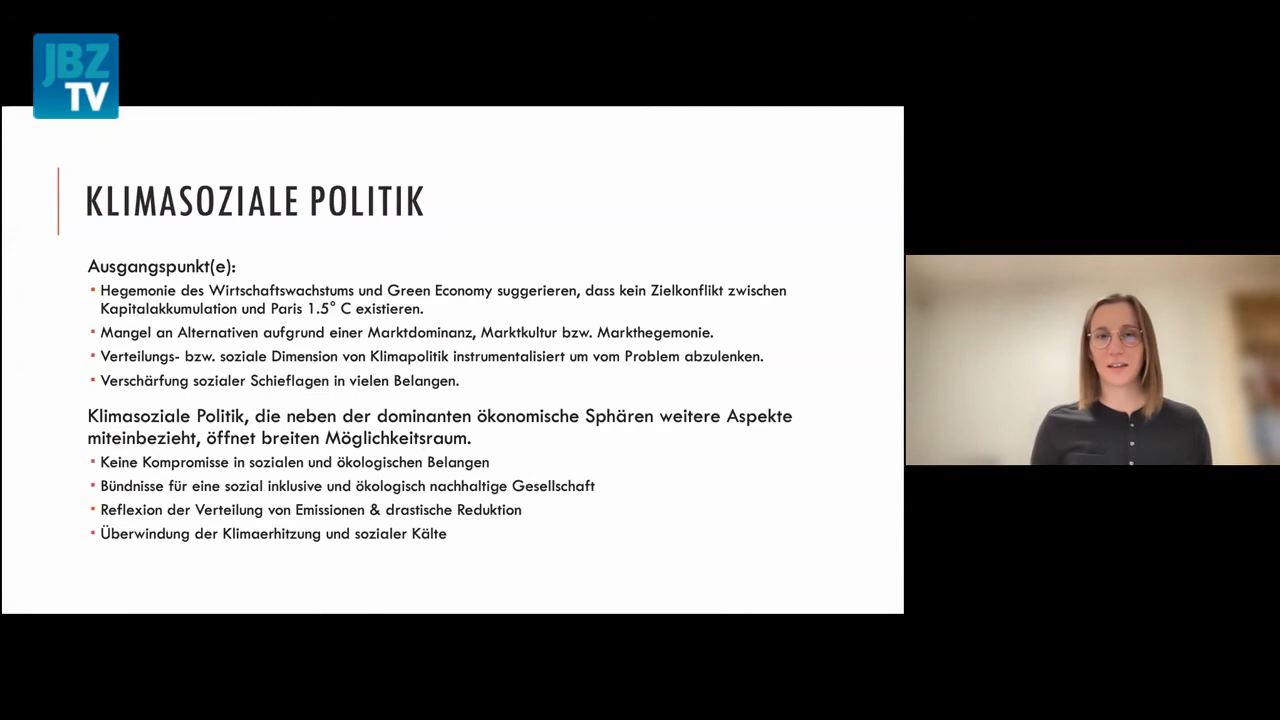 JBZ
TV
KLIMASOZIALE POLITIK
Ausgangspunkt(e):
▪ Hegemonie des Wirtschaftswachstums und Green Economy suggerieren, dass kein Zielkonflikt zwischen
Kapitalakkumulation und Paris 1.5° C existieren.
▪ Mangel an Alternativen aufgrund einer Marktdominanz, Marktkultur bzw. Markthegemonie.
▪ Verteilungs- bzw. soziale Dimension von Klimapolitik instrumentalisiert um vom Problem abzulenken.
▪ Verschärfung sozialer Schieflagen in vielen Belangen.
Klimasoziale Politik, die neben der dominanten ökonomische Sphären weitere Aspekte
miteinbezieht, öffnet breiten Möglichkeitsraum.
▪ Keine Kompromisse in sozialen und ökologischen Belangen
▪ Bündnisse für eine sozial inklusive und ökologisch nachhaltige Gesellschaft
▪ Reflexion der Verteilung von Emissionen & drastische Reduktion
▪ Überwindung der Klimaerhitzung und sozialer Kälte